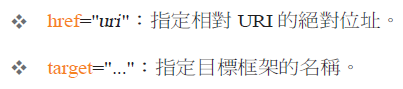 ❖ href="uri"：指定相對 URI 的絕對位址。
❖ target="..."：指定目標框架的名稱。